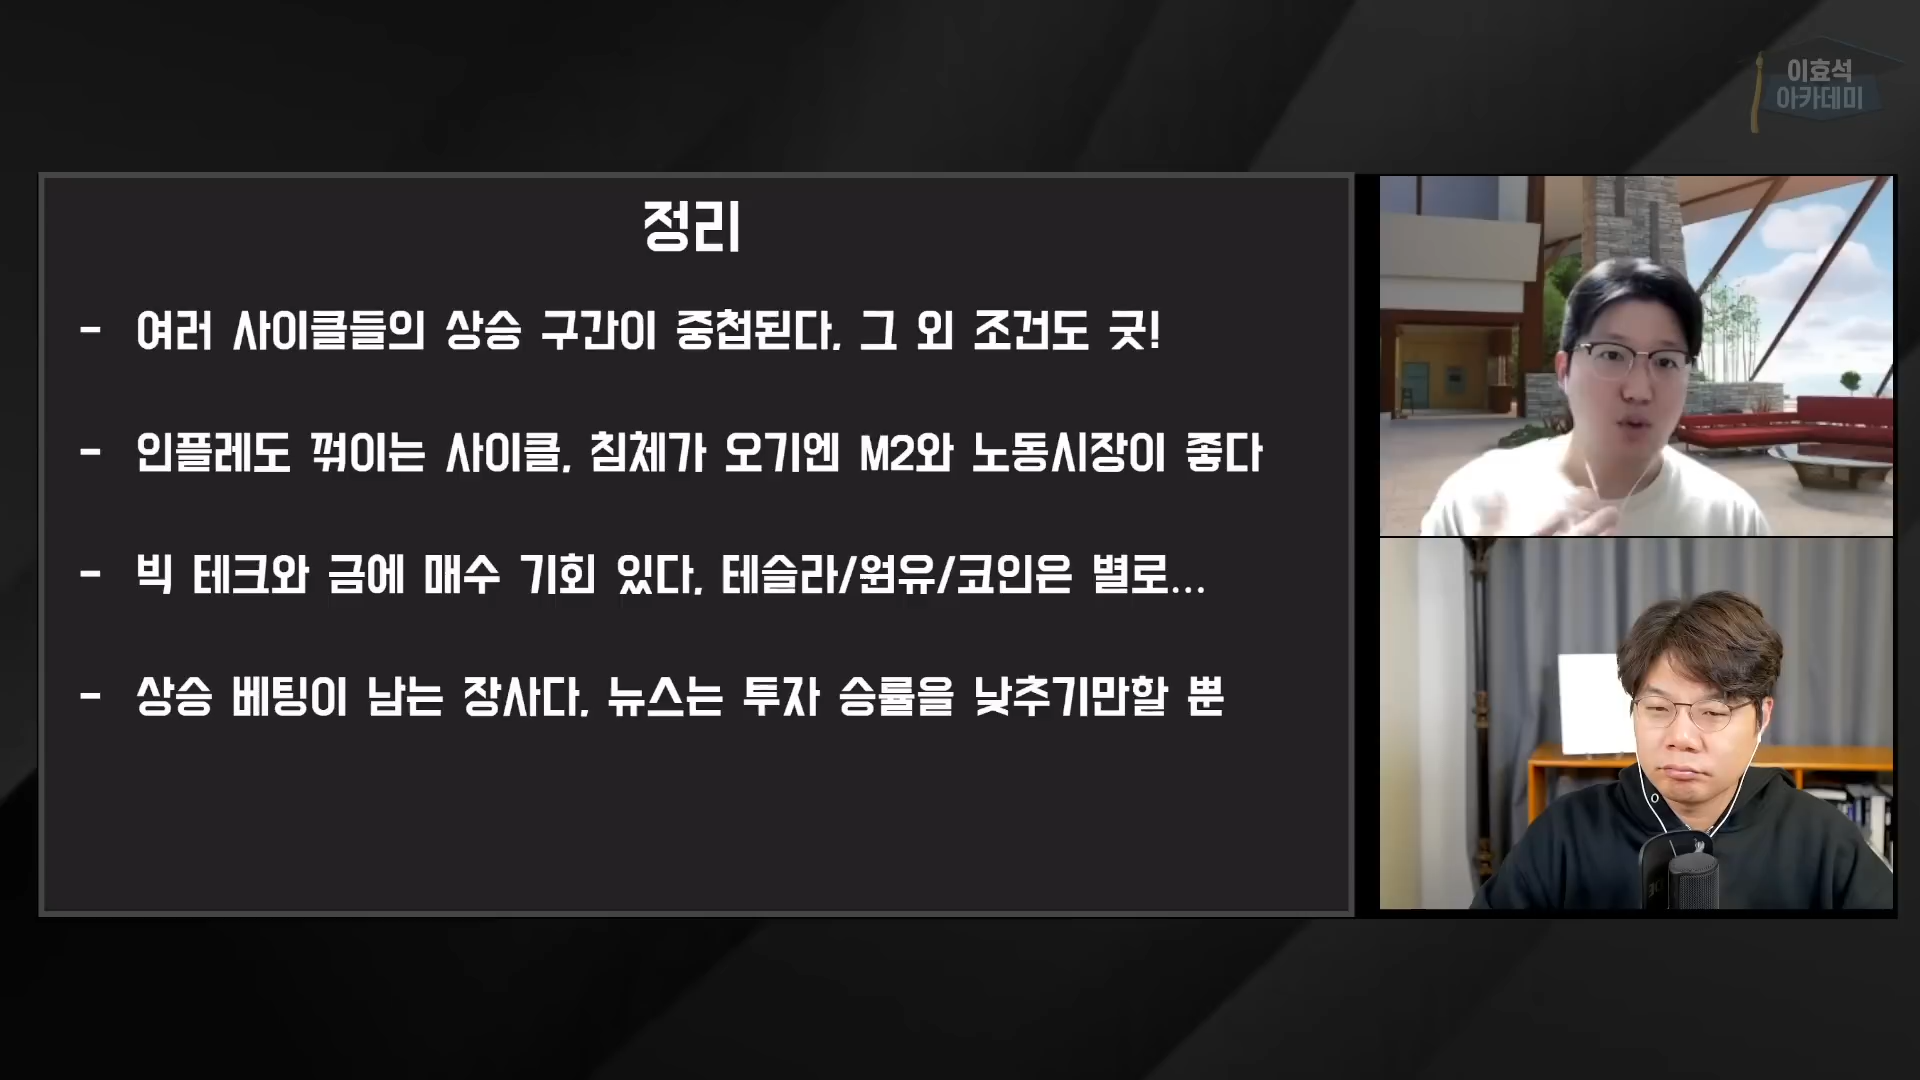 이효석
아카데미
정리
- 여러 사이클들의 상승 구간이 중첩된다, 그 외 조건도 굿!
- 인플레도 꺾이는 사이클, 침체가 오기엔 M2와 노동시장이 좋다
- 빅 테크와 금에 매수 기회 있다, 테슬라/원유/코인은 별로...
- 상승 베팅이 남는 장사다, 뉴스는 투자 승률을 낮추기만할 뿐